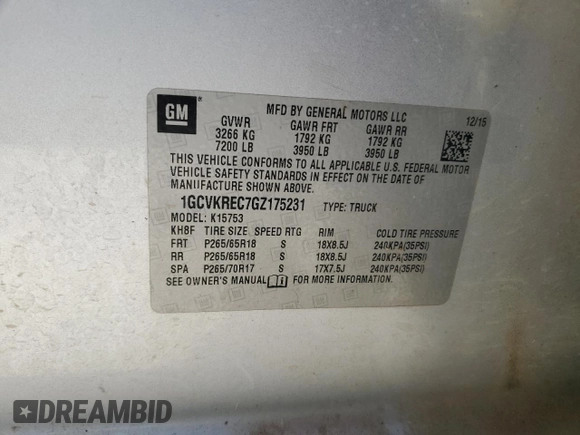 GM
MFD BY GENERAL MOTORS LLC
12/15
GVWR GAWR FRT GAWR RR
3266 KG 1792 KG 1792 KG
7200 LB 3950 LB 3950 LB
THIS VEHICLE CONFORMS TO ALL APPLICABLE U.S. FEDERAL MOTOR
VEHICLE SAFETY STANDARDS IN EFFECT ON THE DATE OF
MANUFACTURE SHOWN ABOVE.
1GCVKREC7GZ175231 TYPE: TRUCK
MODEL: K15753
KH8F TIRE SIZE SPEED RTG RIM COLD TIRE PRESSURE
FRT P265/65R18 S 18X8.5J 240KPA(35PSI)
RR P265/65R18 S 18X8.5J 240KPA(35PSI)
SPA P265/70R17 S 17X7.5J 240KPA(35PSI)
SEE OWNER'S MANUAL FOR MORE INFORMATION.
DREAMBID